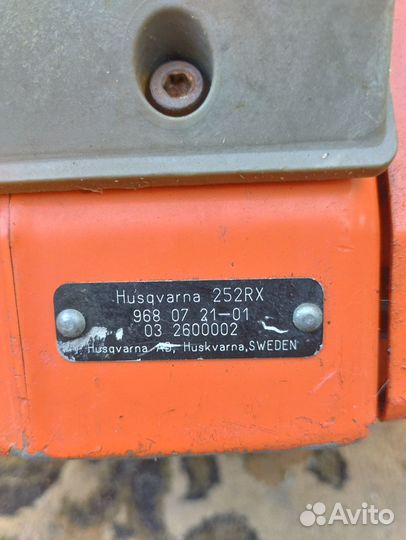 Husqvarna 252RX
968 07 21-01
03 2600002
Husqvarna AB, Huskvarna, SWEDEN
Avito